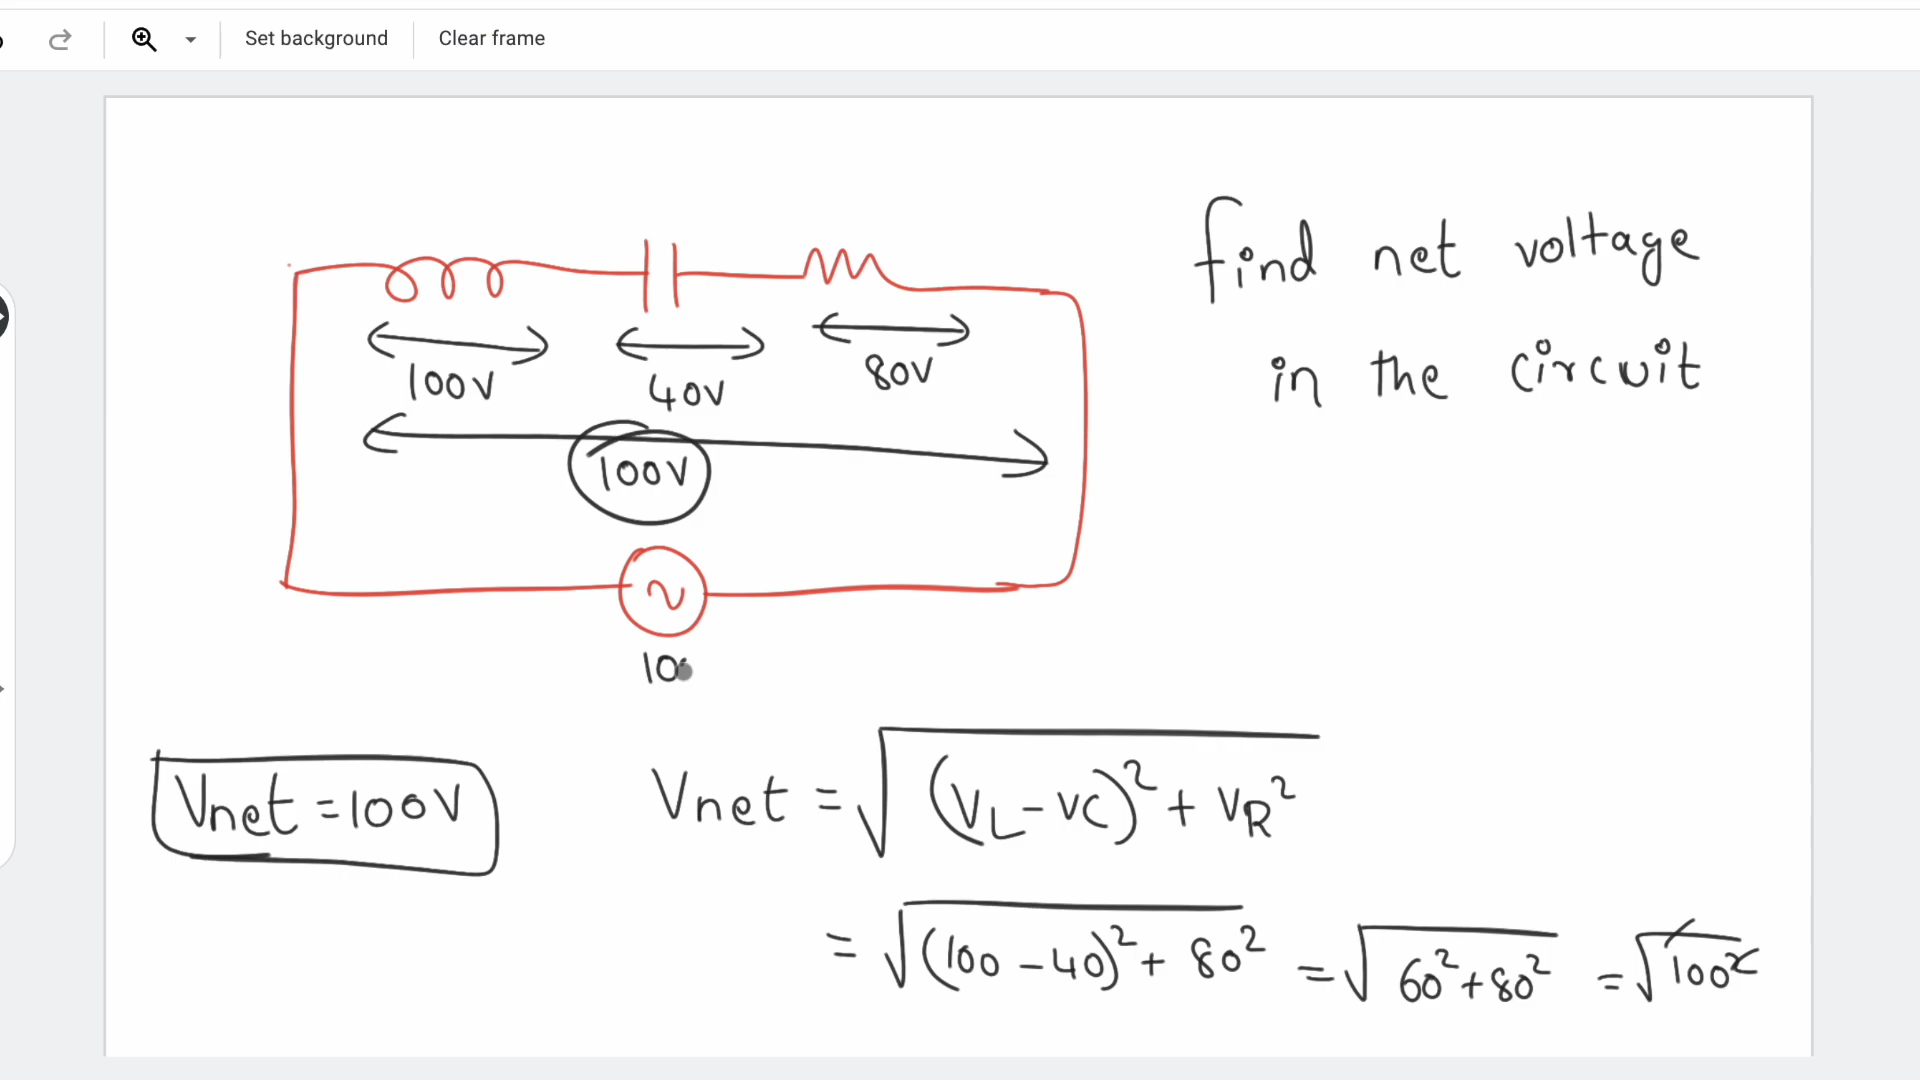 Set background Clear frame
find net voltage
in the circuit
100V 40V 80V
100V
~
10
Vnet = 100V
Vnet = √(VL - VC)² + VR²
= √(100 - 40)² + 80² = √60² + 80² = √100²